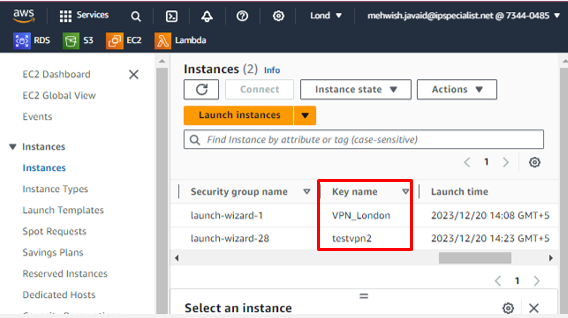 aws Services Lond mehwish.javaid@ipspecialist.net @ 7344-0485
RDS S3 EC2 Lambda
EC2 Dashboard
EC2 Global View
Events
Instances
Instances
Instance Types
Launch Templates
Spot Requests
Savings Plans
Reserved Instances
Dedicated Hosts
Instances (2) Info
Connect Instance state Actions
Launch instances
Find Instance by attribute or tag (case-sensitive)
1
Security group name Key name Launch time
launch-wizard-1 VPN_London 2023/12/20 14:08 GMT+5
launch-wizard-28 testvpn2 2023/12/20 14:23 GMT+5
1
Select an instance